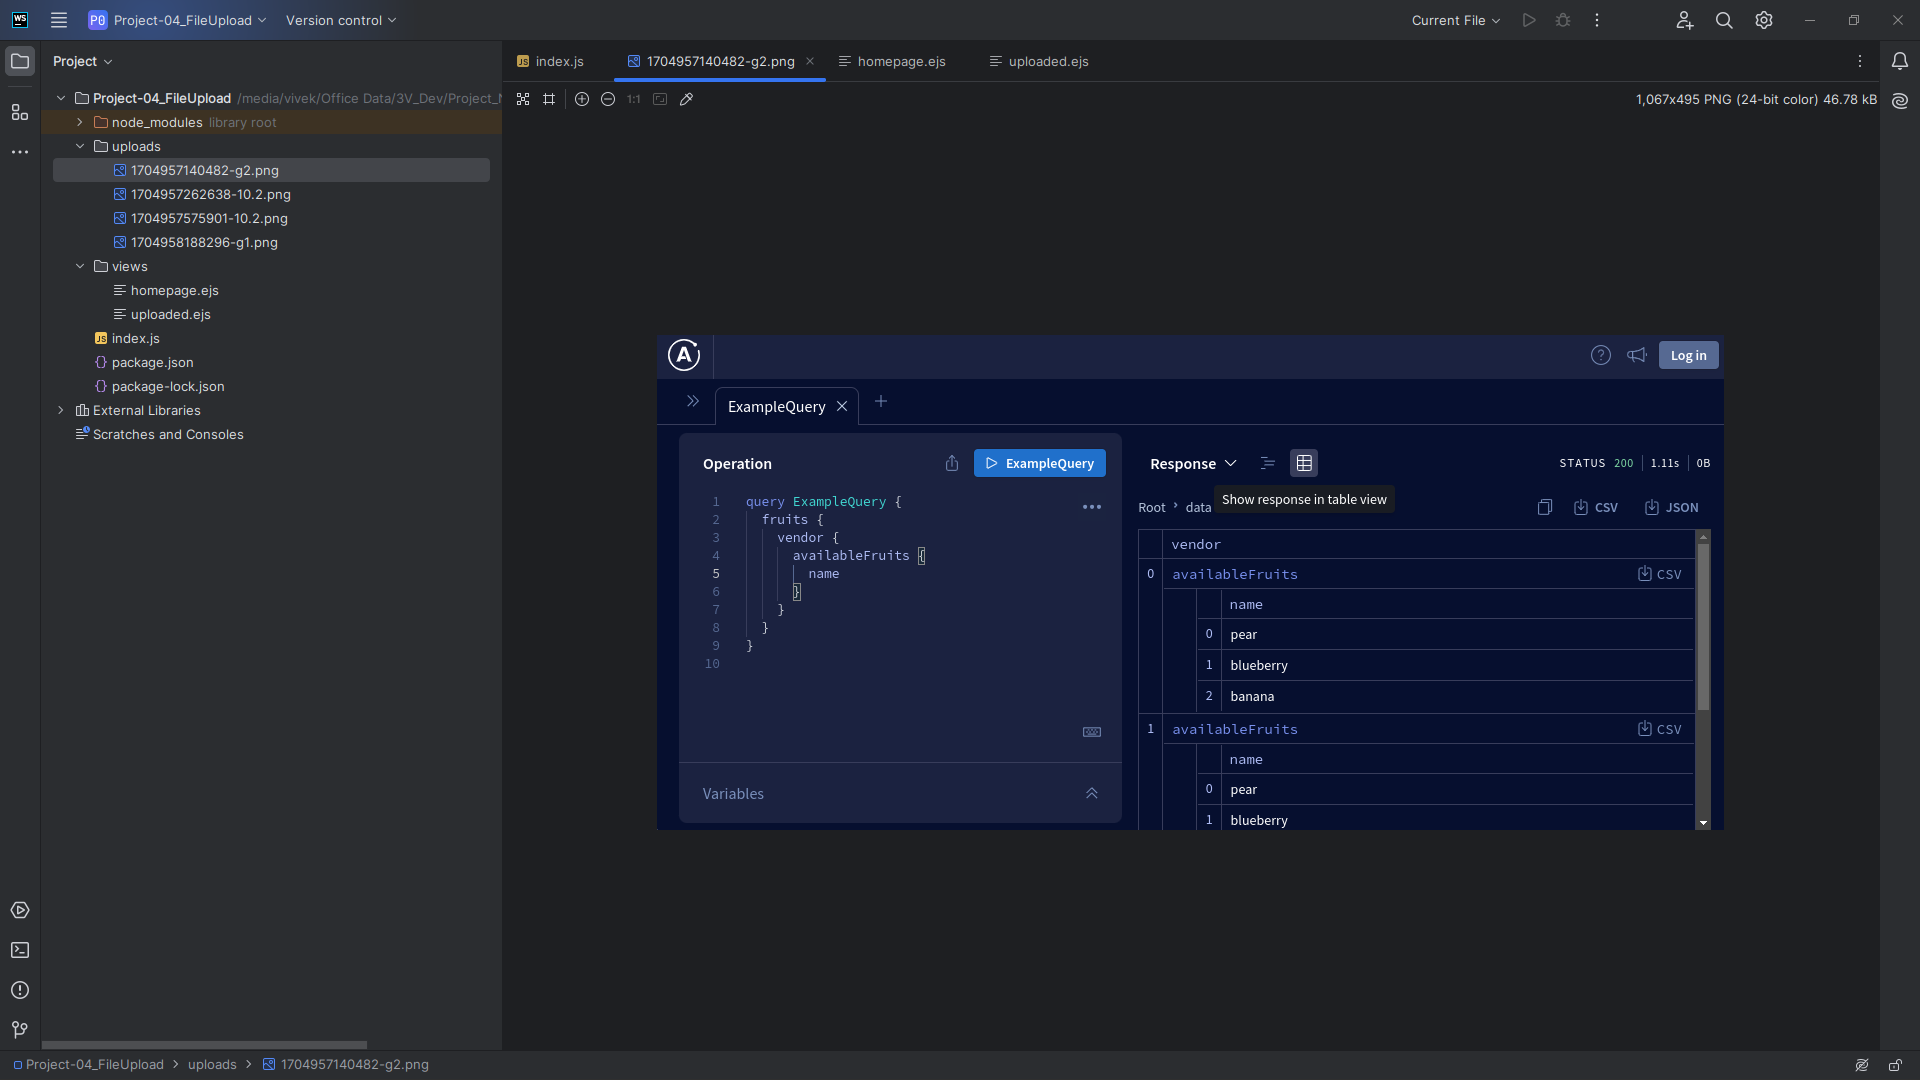 WS
P0 Project-04_FileUpload Version control Current File
Project
index.js 1704957140482-g2.png homepage.ejs uploaded.ejs
Project-04_FileUpload /media/vivek/Office Data/3V_Dev/Project_
1:1 1,067x495 PNG (24-bit color) 46.78 kB
node_modules library root
uploads
1704957140482-g2.png
1704957262638-10.2.png
1704957575901-10.2.png
1704958188296-g1.png
views
homepage.ejs
uploaded.ejs
JS index.js
package.json
package-lock.json
External Libraries
Scratches and Consoles
A Log in
ExampleQuery
Operation ExampleQuery
1 query ExampleQuery {
2 fruits {
3 vendor {
4 availableFruits {
5 name
6 }
7 }
8 }
9 }
10
Variables
Response STATUS 200 1.11s 0B
Show response in table view
Root > data CSV JSON
vendor
0 availableFruits CSV
name
0 pear
1 blueberry
2 banana
1 availableFruits CSV
name
0 pear
1 blueberry
Project-04_FileUpload > uploads > 1704957140482-g2.png